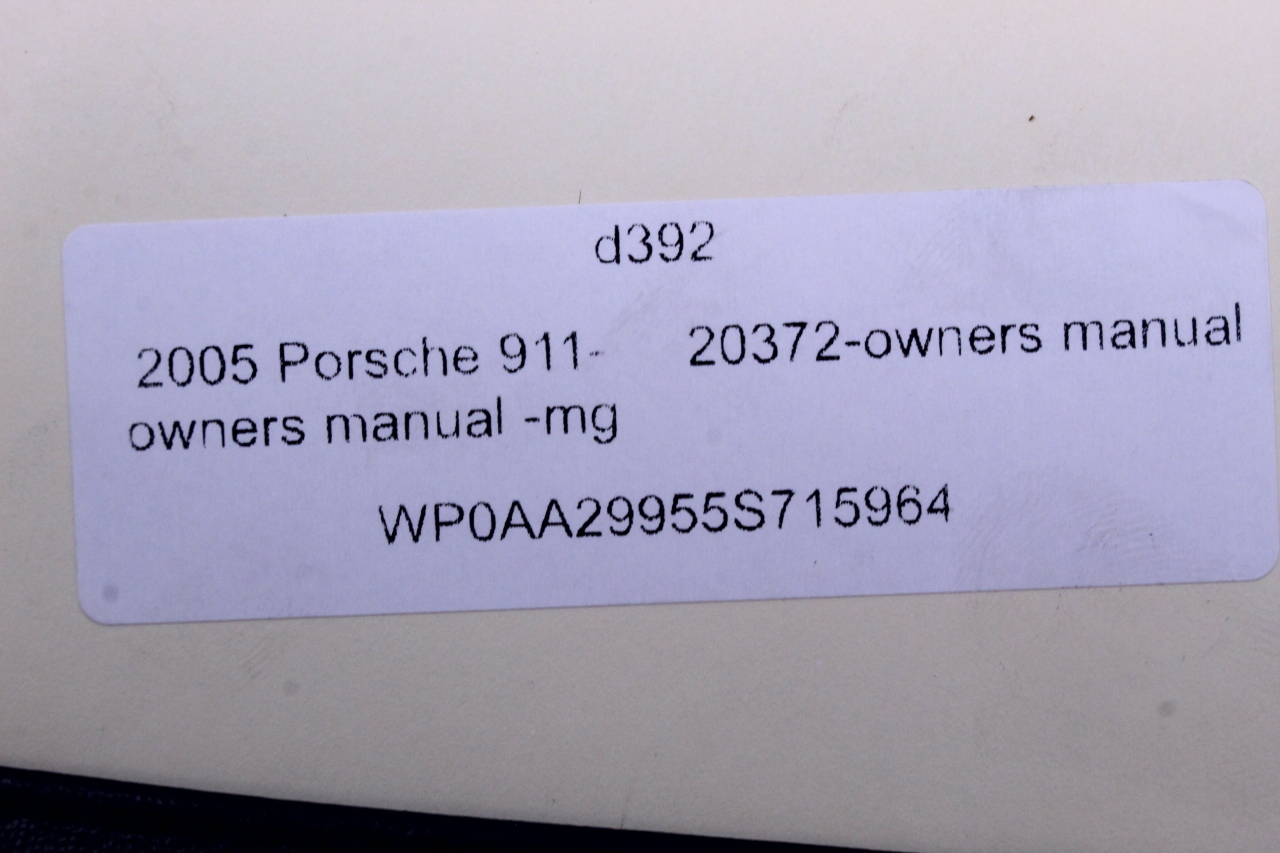 d392
2005 Porsche 911- 20372-owners manual
owners manual -mg
WP0AA29955S715964